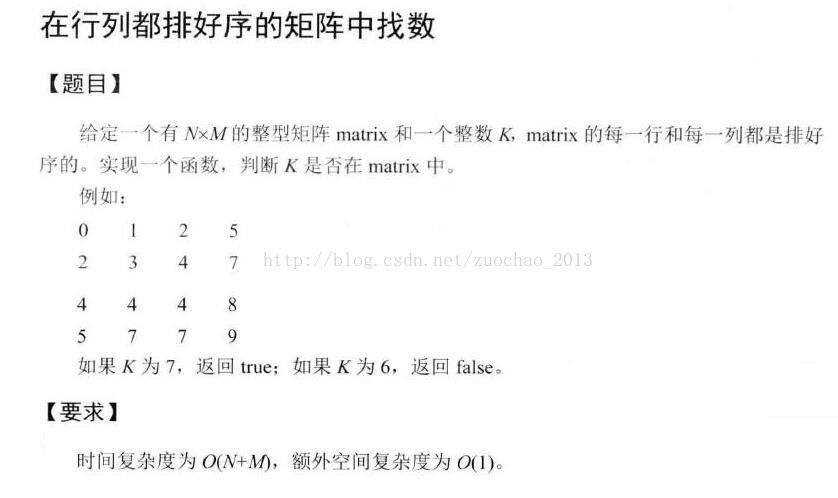 在行列都排好序的矩阵中找数
【题目】
给定一个有 N×M 的整型矩阵 matrix 和一个整数 K, matrix 的每一行和每一列都是排好
序的。实现一个函数，判断 K 是否在 matrix 中。
例如：
0 1 2 5
2 3 4 7
http://blog.csdn.net/zuochao_2013
4 4 4 8
5 7 7 9
如果 K 为 7，返回 true；如果 K 为 6，返回 false。
【要求】
时间复杂度为 O(N+M)，额外空间复杂度为 O(1)。